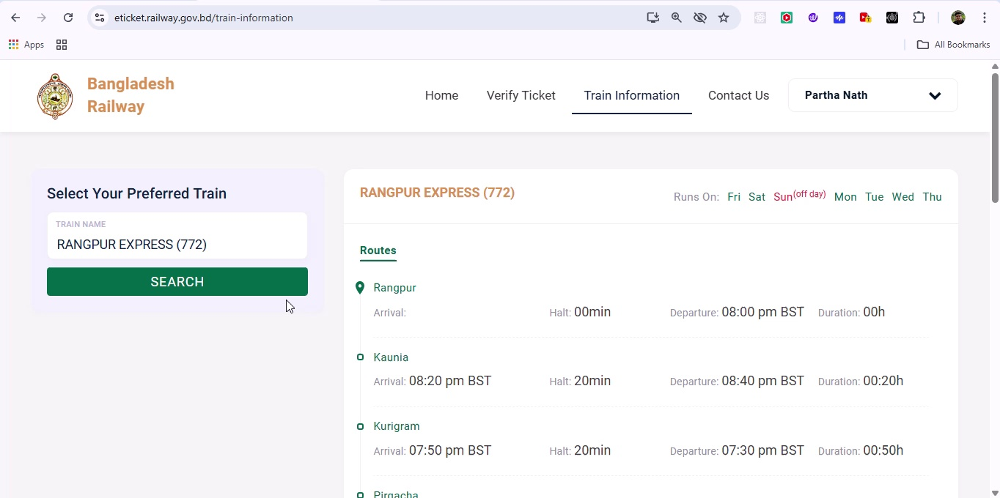 eticket.railway.gov.bd/train-information
Apps
All Bookmarks
Bangladesh
Railway
Home
Verify Ticket
Train Information
Contact Us
Partha Nath
Select Your Preferred Train
TRAIN NAME
RANGPUR EXPRESS (772)
SEARCH
RANGPUR EXPRESS (772)
Runs On: Fri Sat Sun(off day) Mon Tue Wed Thu
Routes
Rangpur
Arrival: Halt: 00min Departure: 08:00 pm BST Duration: 00h
Kaunia
Arrival: 08:20 pm BST Halt: 20min Departure: 08:40 pm BST Duration: 00:20h
Kurigram
Arrival: 07:50 pm BST Halt: 20min Departure: 07:30 pm BST Duration: 00:50h
Pirgacha